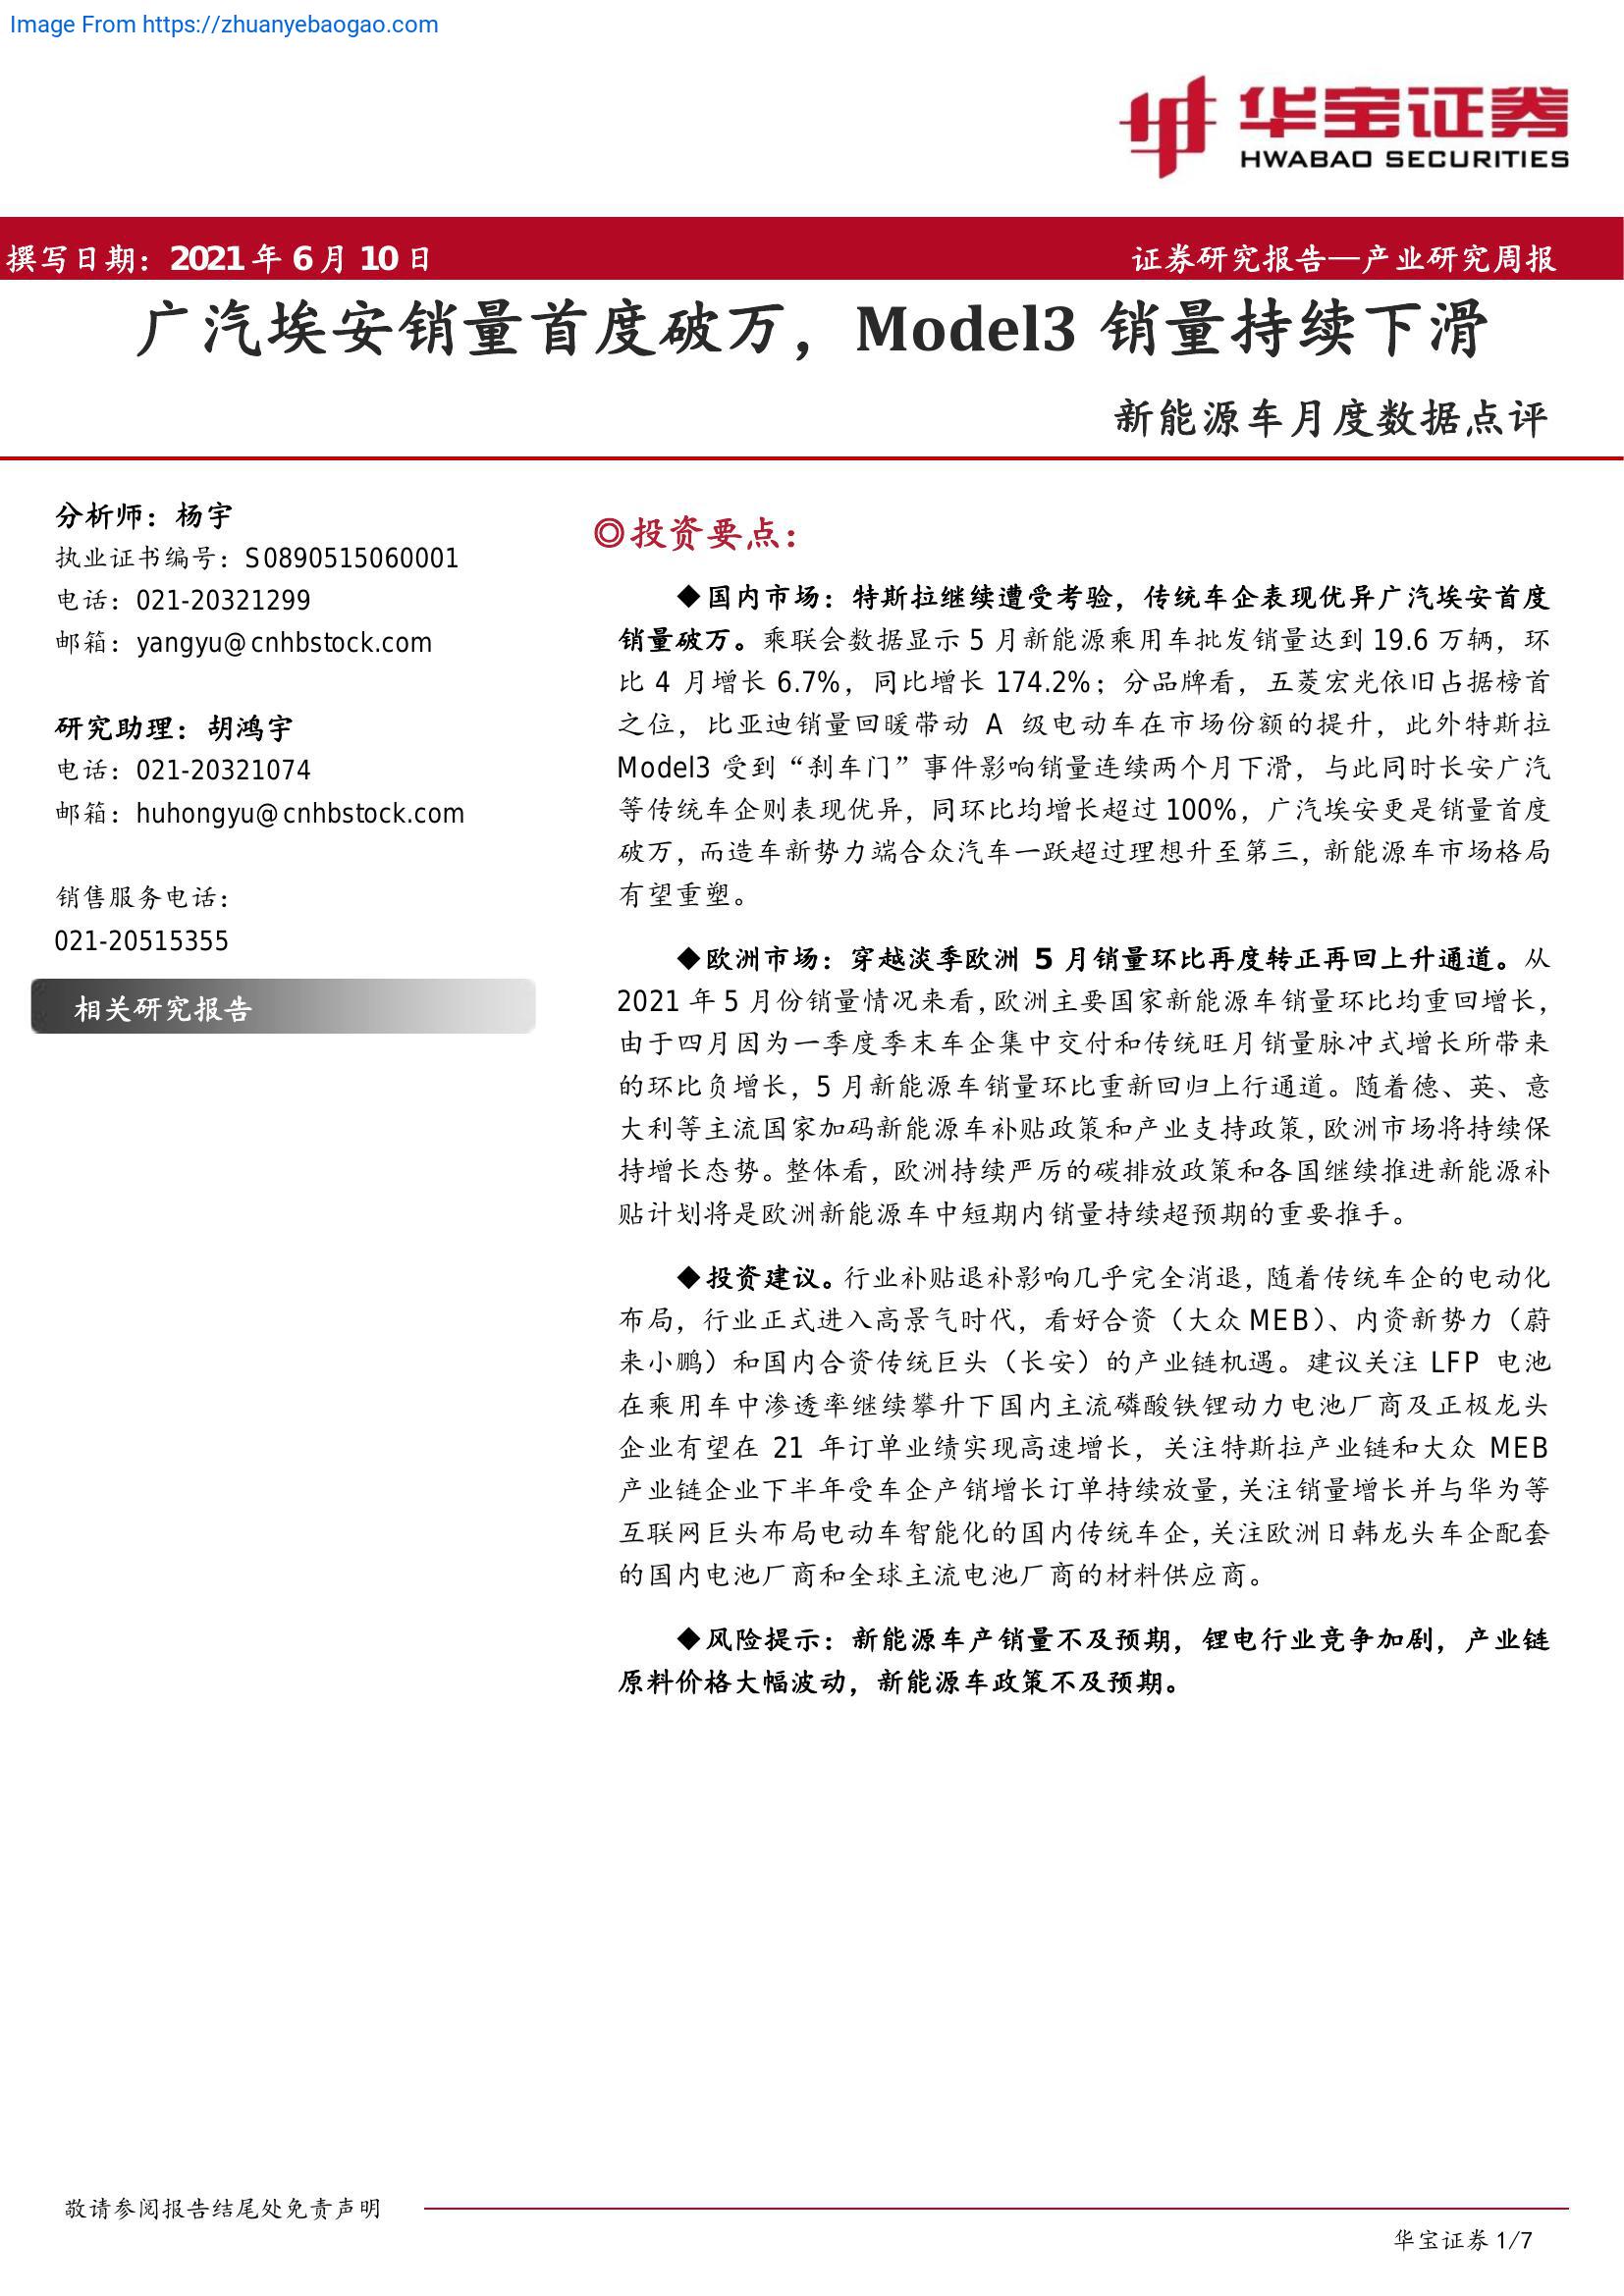 Image From https://zhuanyebaogao.com
华宝证券
HWABAO SECURITIES
撰写日期：2021 年 6 月 10 日
证券研究报告—产业研究周报
广汽埃安销量首度破万，Model3 销量持续下滑
新能源车月度数据点评
分析师：杨宇
执业证书编号：S0890515060001
电话：021-20321299
邮箱：yangyu@cnhbstock.com
研究助理：胡鸿宇
电话：021-20321074
邮箱：huhongyu@cnhbstock.com
销售服务电话：
021-20515355
相关研究报告
◎投资要点：
◆国内市场：特斯拉继续遭受考验，传统车企表现优异广汽埃安首度
销量破万。乘联会数据显示 5 月新能源乘用车批发销量达到 19.6 万辆，环
比 4 月增长 6.7%，同比增长 174.2%；分品牌看，五菱宏光依旧占据榜首
之位，比亚迪销量回暖带动 A 级电动车在市场份额的提升，此外特斯拉
Model3 受到“刹车门”事件影响销量连续两个月下滑，与此同时长安广汽
等传统车企则表现优异，同环比均增长超过 100%，广汽埃安更是销量首度
破万，而造车新势力端合众汽车一跃超过理想升至第三，新能源车市场格局
有望重塑。
◆欧洲市场：穿越淡季欧洲 5 月销量环比再度转正再回上升通道。从
2021 年 5 月份销量情况来看，欧洲主要国家新能源车销量环比均重回增长，
由于四月因为一季度季末车企集中交付和传统旺月销量脉冲式增长所带来
的环比负增长，5 月新能源车销量环比重新回归上行通道。随着德、英、意
大利等主流国家加码新能源车补贴政策和产业支持政策，欧洲市场将持续保
持增长态势。整体看，欧洲持续严厉的碳排放政策和各国继续推进新能源补
贴计划将是欧洲新能源车中短期内销量持续超预期的重要推手。
◆投资建议。行业补贴退补影响几乎完全消退，随着传统车企的电动化
布局，行业正式进入高景气时代，看好合资（大众 MEB）、内资新势力（蔚
来小鹏）和国内合资传统巨头（长安）的产业链机遇。建议关注 LFP 电池
在乘用车中渗透率继续攀升下国内主流磷酸铁锂动力电池厂商及正极龙头
企业有望在 21 年订单业绩实现高速增长，关注特斯拉产业链和大众 MEB
产业链企业下半年受车企产销增长订单持续放量，关注销量增长并与华为等
互联网巨头布局电动车智能化的国内传统车企，关注欧洲日韩龙头车企配套
的国内电池厂商和全球主流电池厂商的材料供应商。
◆风险提示：新能源车产销量不及预期，锂电行业竞争加剧，产业链
原料价格大幅波动，新能源车政策不及预期。
敬请参阅报告结尾处免责声明
华宝证券 1/7